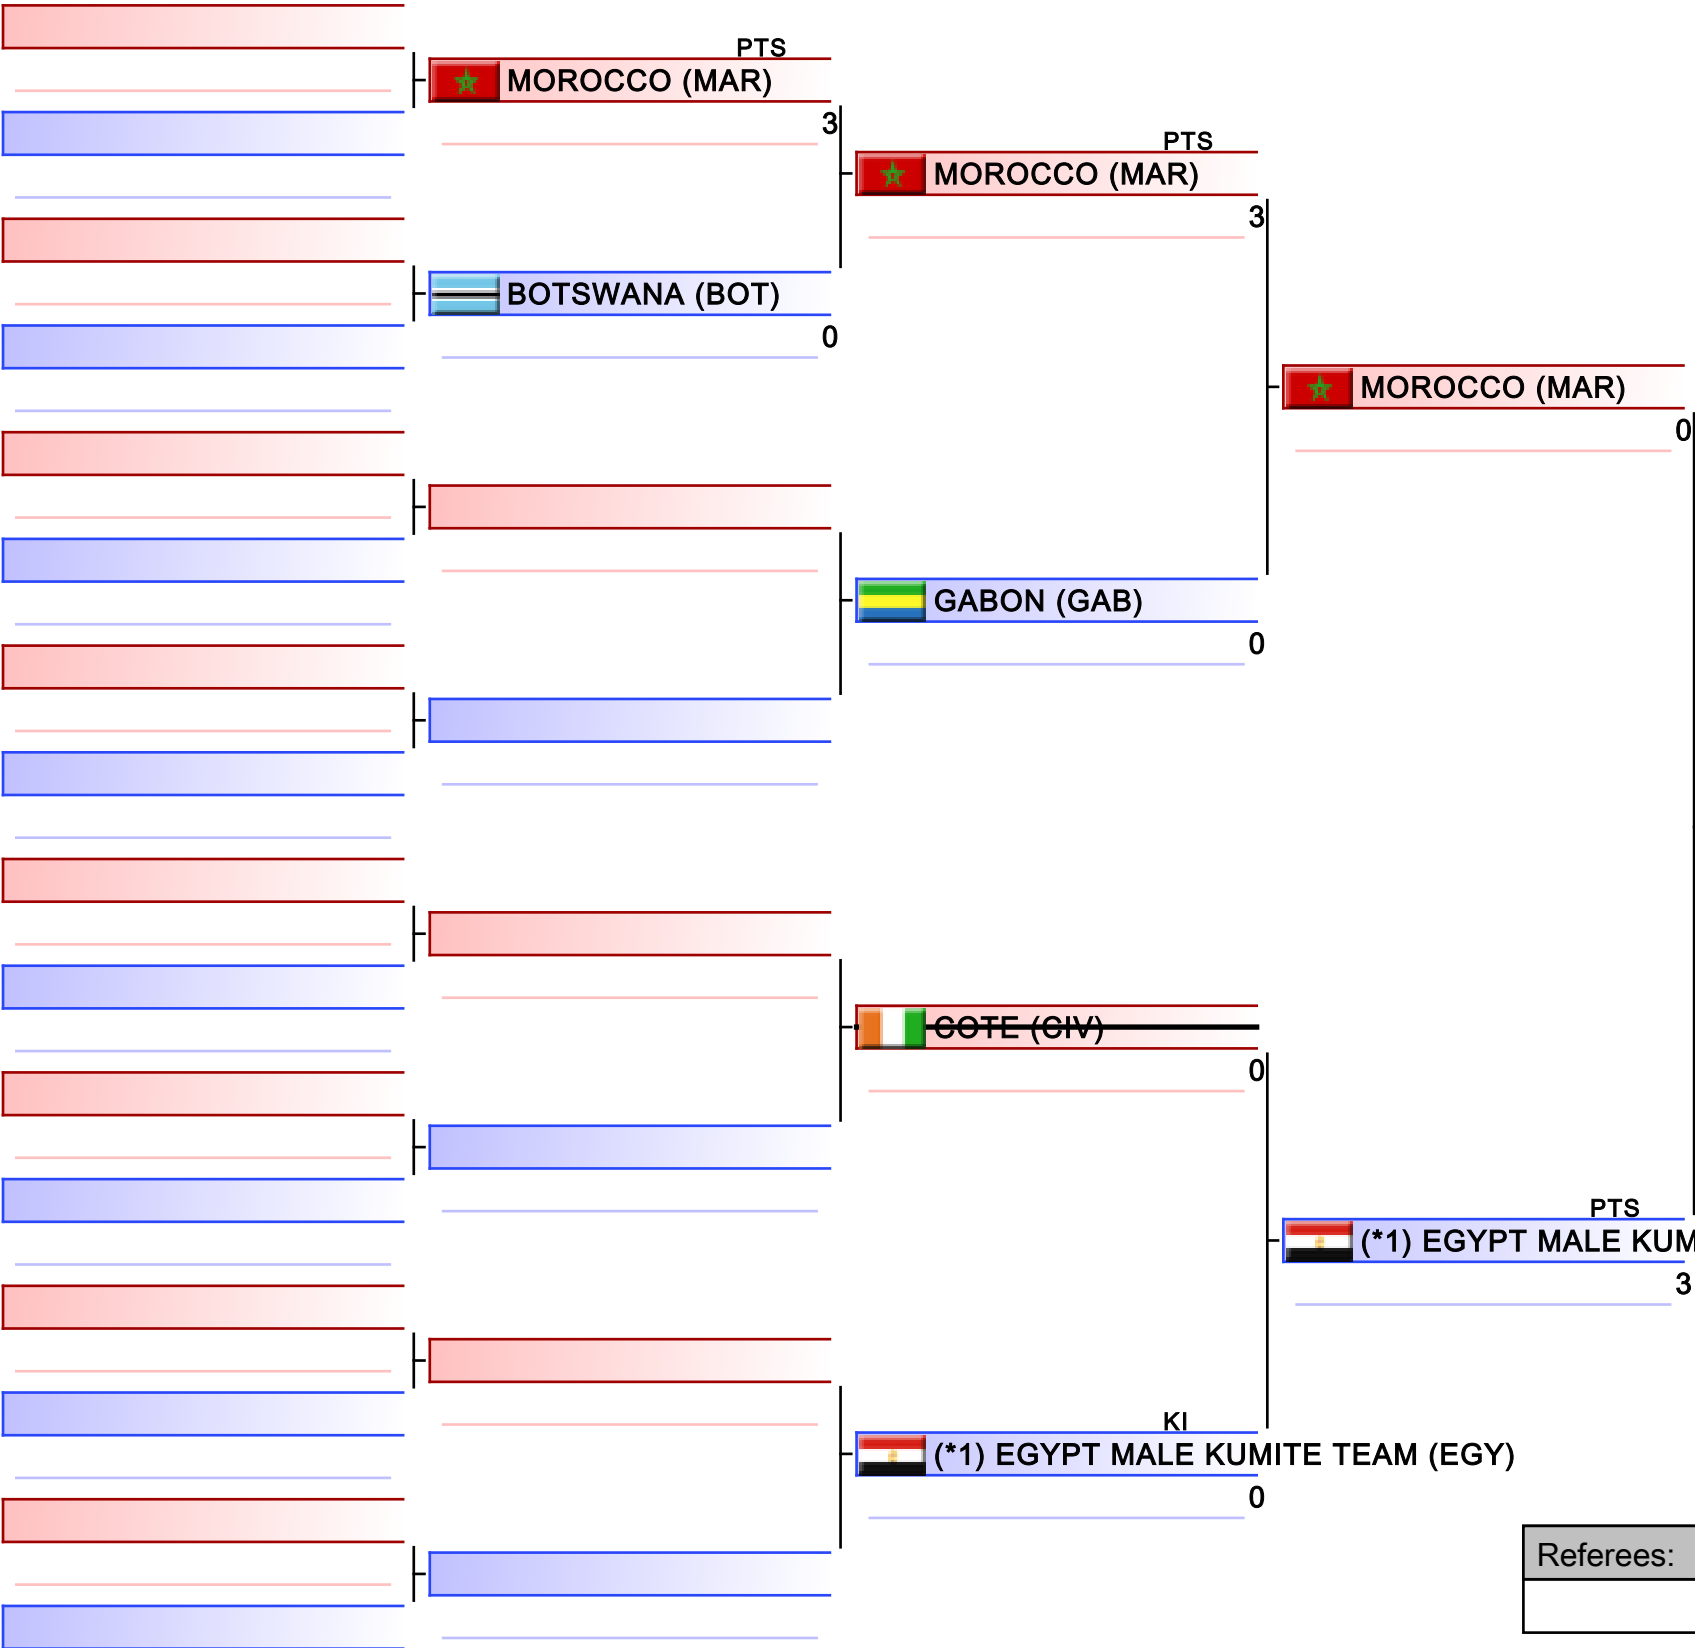 PTS
MOROCCO (MAR)
3
BOTSWANA (BOT)
0
PTS
MOROCCO (MAR)
3
GABON (GAB)
0
COTE (CIV)
0
KI
(*1) EGYPT MALE KUMITE TEAM (EGY)
0
MOROCCO (MAR)
0
PTS
(*1) EGYPT MALE KUM
3
Referees: